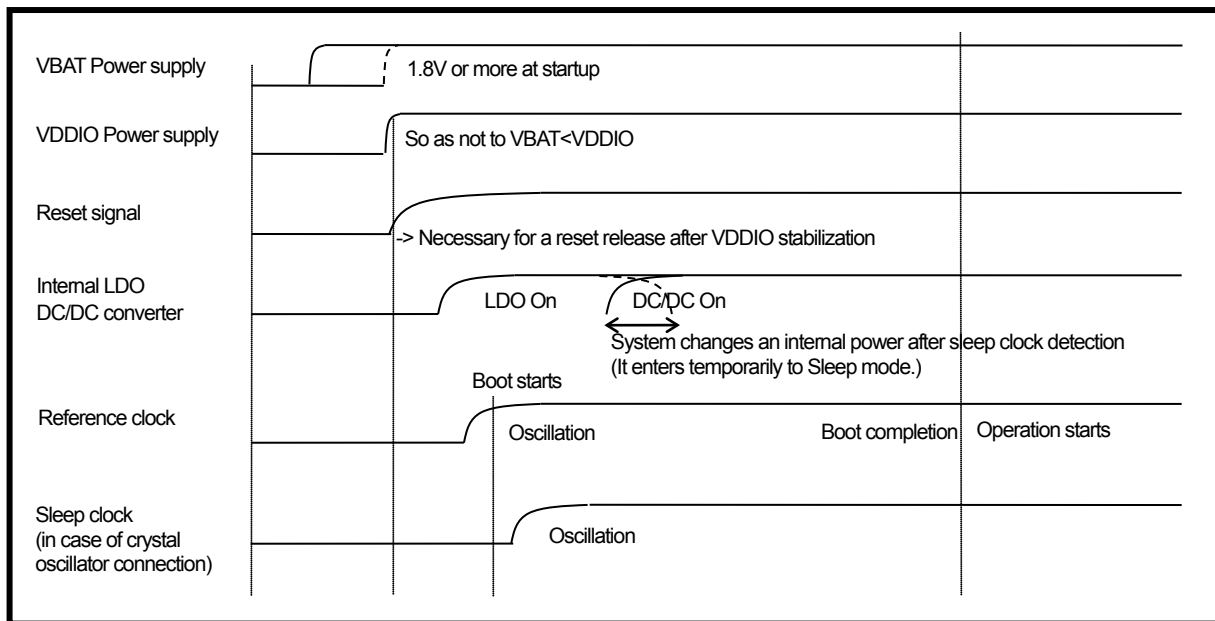 VBAT Power supply
1.8V or more at startup
VDDIO Power supply
So as not to VBAT<VDDIO
Reset signal
-> Necessary for a reset release after VDDIO stabilization
Internal LDO
DC/DC converter
LDO On
DC/DC On
System changes an internal power after sleep clock detection
(It enters temporarily to Sleep mode.)
Boot starts
Reference clock
Oscillation
Boot completion
Operation starts
Sleep clock
(in case of crystal
oscillator connection)
Oscillation